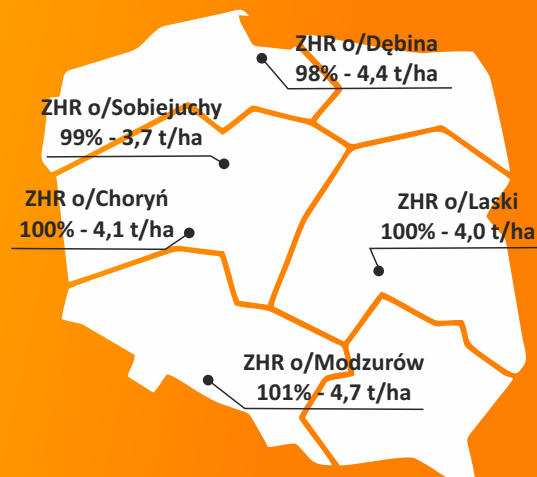 ZHR o/Dębina
98% - 4,4 t/ha
ZHR o/Sobiejuchy
99% - 3,7 t/ha
ZHR o/Choryń
100% - 4,1 t/ha
ZHR o/Laski
100% - 4,0 t/ha
ZHR o/Modzurów
101% - 4,7 t/ha